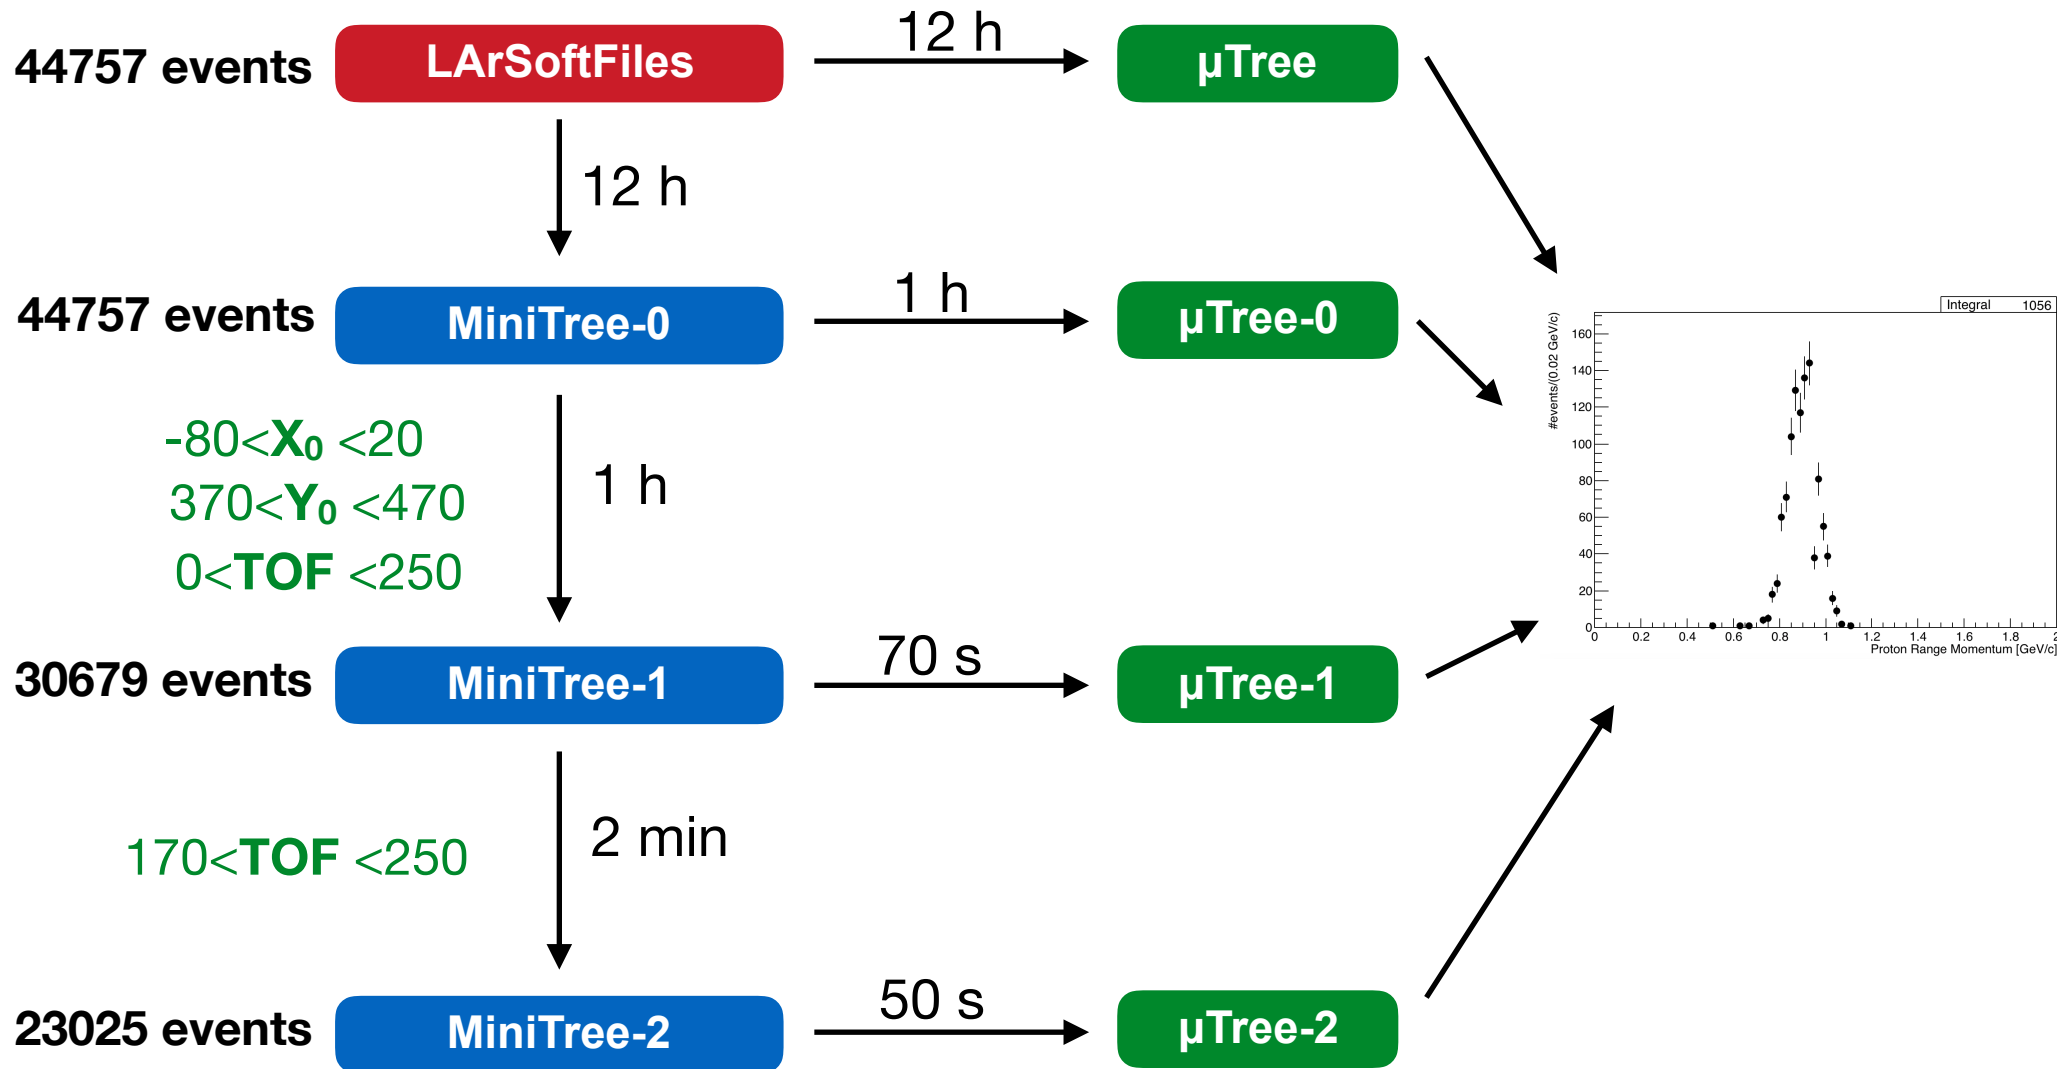 44757 events
LArSoftFiles
12 h
µTree
12 h
44757 events
MiniTree-0
1 h
µTree-0
-80<X₀ <20
370<Y₀ <470
0<TOF <250
1 h
30679 events
MiniTree-1
70 s
µTree-1
170<TOF <250
2 min
23025 events
MiniTree-2
50 s
µTree-2
Integral 1056
#events/(0.02 GeV/c)
160
140
120
100
80
60
40
20
0
0 0.2 0.4 0.6 0.8 1 1.2 1.4 1.6 1.8 2
Proton Range Momentum [GeV/c]